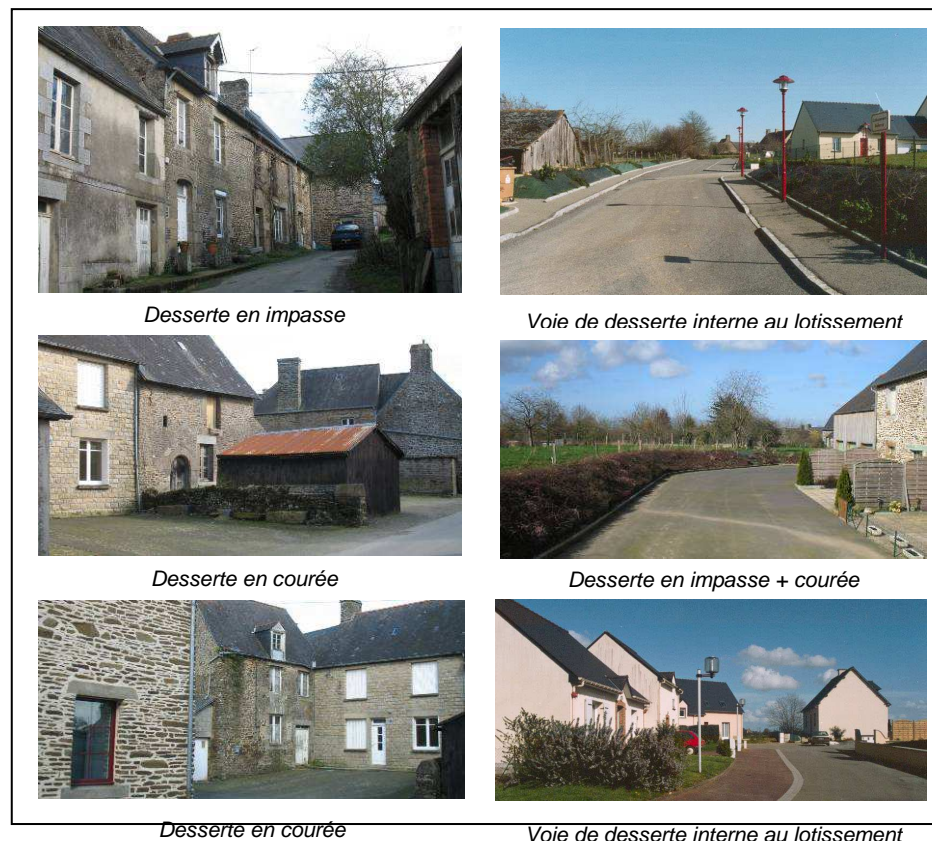 Desserte en impasse
Voie de desserte interne au lotissement
Desserte en courée
Desserte en impasse + courée
Desserte en courée
Voie de desserte interne au lotissement